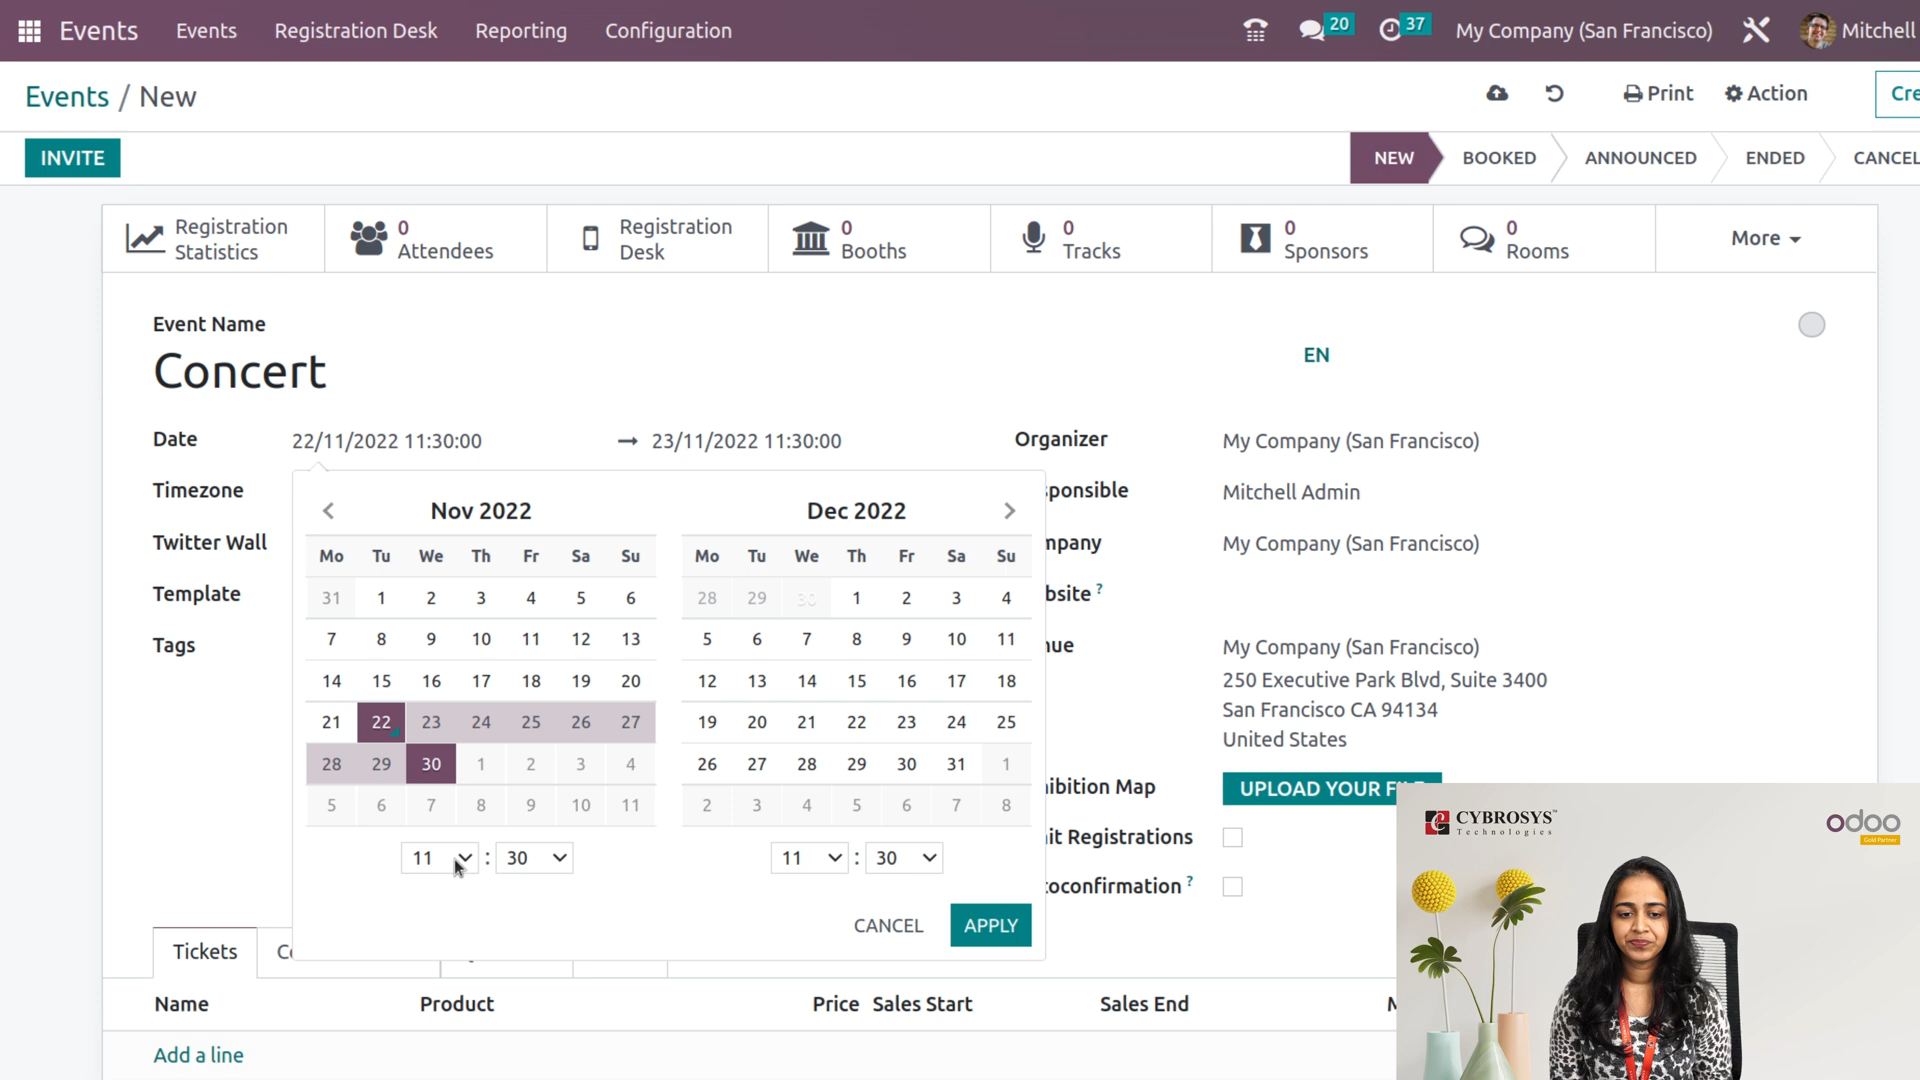 Events Events Registration Desk Reporting Configuration 20 37 My Company (San Francisco) Mitchell
Events / New Print Action Cre
INVITE NEW BOOKED ANNOUNCED ENDED CANCEL
Registration Statistics
0 Attendees
Registration Desk
0 Booths
0 Tracks
0 Sponsors
0 Rooms
More
Event Name
Concert EN
Date 22/11/2022 11:30:00 → 23/11/2022 11:30:00 Organizer My Company (San Francisco)
Timezone sponsible Mitchell Admin
Twitter Wall mpany My Company (San Francisco)
Template bsite ?
Tags nue My Company (San Francisco)
250 Executive Park Blvd, Suite 3400
San Francisco CA 94134
United States
Nov 2022
Mo Tu We Th Fr Sa Su
31 1 2 3 4 5 6
7 8 9 10 11 12 13
14 15 16 17 18 19 20
21 22 23 24 25 26 27
28 29 30 1 2 3 4
5 6 7 8 9 10 11
11 : 30
Dec 2022
Mo Tu We Th Fr Sa Su
28 29 30 1 2 3 4
5 6 7 8 9 10 11
12 13 14 15 16 17 18
19 20 21 22 23 24 25
26 27 28 29 30 31 1
2 3 4 5 6 7 8
11 : 30
CANCEL APPLY
hibition Map UPLOAD YOUR F
it Registrations
toconfirmation ?
Tickets C
Name Product Price Sales Start Sales End M
Add a line
CYBROSYS™
Technologies
odoo
Gold Partner